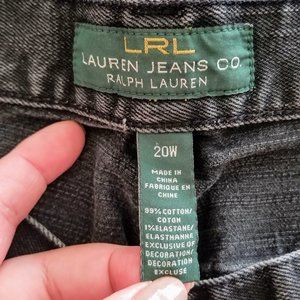 LRL
LAUREN JEANS CO.
RALPH LAUREN
20W
MADE IN
CHINA
FABRIQUE EN
CHINE
99% COTTON/
COTON
1% ELASTANE/
ELASTHANNE
EXCLUSIVE OF
DECORATION/
DECORATION
EXCLUSE